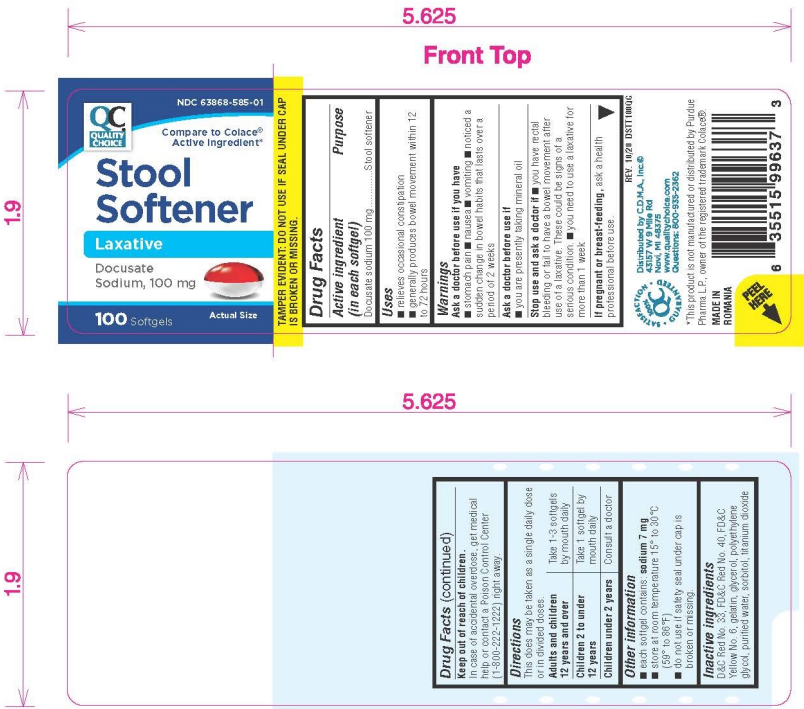 5.625
Front Top
1.9
QC
QUALITY
CHOICE
NDC 63868-585-01
Compare to Colace®
Active Ingredient*
Stool
Softener
Laxative
Docusate
Sodium, 100 mg
100 Softgels
Actual Size
TAMPER EVIDENT: DO NOT USE IF SEAL UNDER CAP
IS BROKEN OR MISSING.
Drug Facts
Active ingredient Purpose
(in each softgel)
Docusate sodium 100 mg ............ Stool softener
Uses
■ relieves occasional constipation
■ generally produces bowel movement within 12
to 72 hours
Warnings
Ask a doctor before use if you have
■ stomach pain ■ nausea ■ vomiting ■ noticed a
sudden change in bowel habits that lasts over a
period of 2 weeks
Ask a doctor before use if
■ you are presently taking mineral oil
Stop use and ask a doctor if ■ you have rectal
bleeding or fail to have a bowel movement after
use of a laxative. These could be signs of a
serious condition. ■ you need to use a laxative for
more than 1 week
If pregnant or breast-feeding, ask a health
professional before use.
REV. 10/20 DSTT100QC
SATISFACTION
100%
GUARANTEED
Distributed by C.D.M.A., Inc.©
43157 W 9 Mile Rd
Novi, MI 48375
www.qualitychoice.com
Questions: 800-935-2362
*This product is not manufactured or distributed by Purdue
Pharma L.P., owner of the registered trademark Colace®.
MADE IN
ROMANIA
6 35515 99637 3
PEEL
HERE
5.625
1.9
Drug Facts (continued)
Keep out of reach of children.
In case of accidental overdose, get medical
help or contact a Poison Control Center
(1-800-222-1222) right away.
Directions
This does may be taken as a single daily dose
or in divided doses.
Adults and children Take 1-3 softgels
12 years and over by mouth daily
Children 2 to under Take 1 softgel by
12 years mouth daily
Children under 2 years Consult a doctor
Other information
■ each softgel contains: sodium 7 mg
■ store at room temperature 15° to 30°C
(59° to 86°F)
■ do not use if safety seal under cap is
broken or missing.
Inactive ingredients
D&C Red No. 33, FD&C Red No. 40, FD&C
Yellow No. 6, gelatin, glycerol, polyethylene
glycol, purified water, sorbitol, titanium dioxide